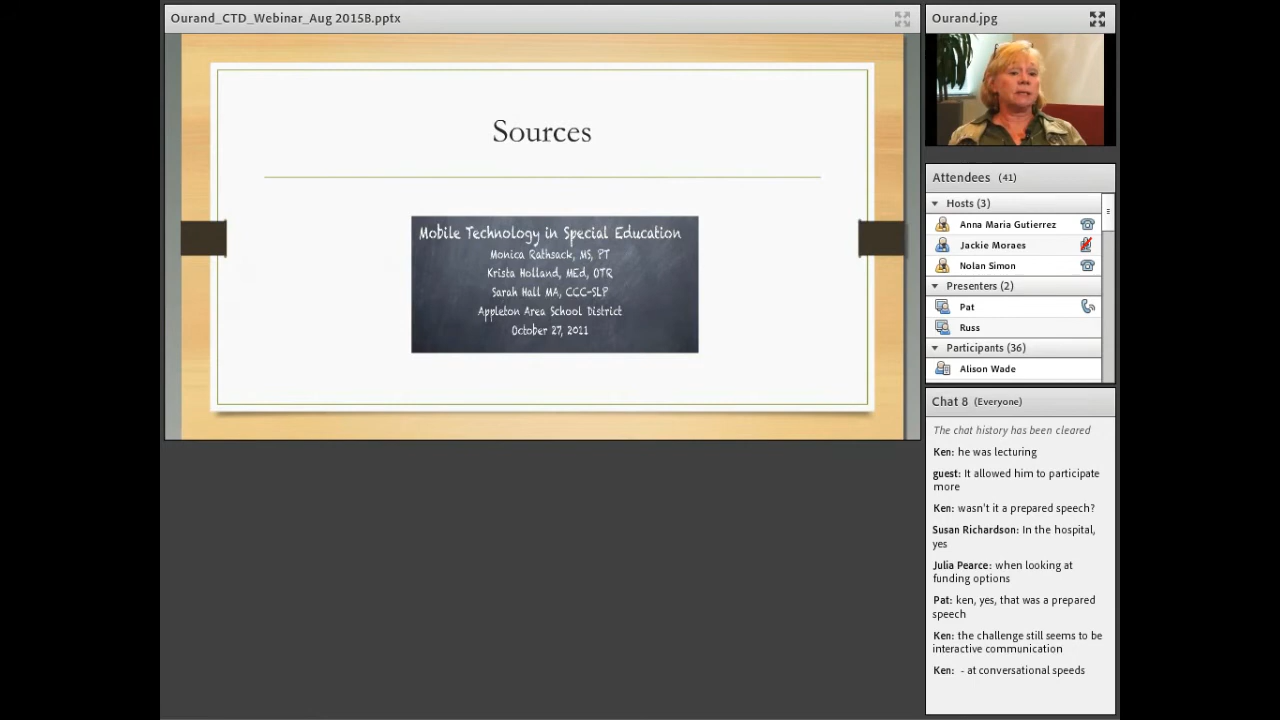 Ourand_CTD_Webinar_Aug 2015B.pptx
Sources
Mobile Technology in Special Education
Monica Rathsack, MS, PT
Krista Holland, MEd, OTR
Sarah Hall MA, CCC-SLP
Appleton Area School District
October 27, 2011
Ourand.jpg
Attendees (41)
Hosts (3)
Anna Maria Gutierrez
Jackie Moraes
Nolan Simon
Presenters (2)
Pat
Russ
Participants (36)
Alison Wade
Chat 8 (Everyone)
The chat history has been cleared
Ken: he was lecturing
guest: It allowed him to participate
more
Ken: wasn't it a prepared speech?
Susan Richardson: In the hospital,
yes
Julia Pearce: when looking at
funding options
Pat: ken, yes, that was a prepared
speech
Ken: the challenge still seems to be
interactive communication
Ken: - at conversational speeds